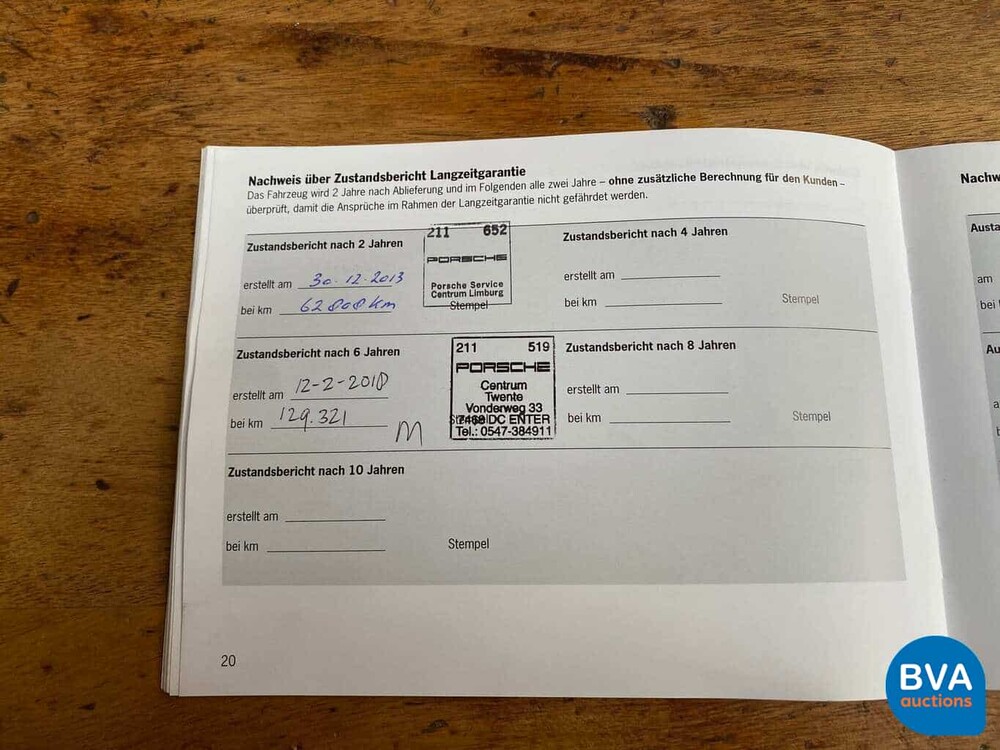 Nachweis über Zustandsbericht Langzeitgarantie
Das Fahrzeug wird 2 Jahre nach Ablieferung und im Folgenden alle zwei Jahre – ohne zusätzliche Berechnung für den Kunden –
überprüft, damit die Ansprüche im Rahmen der Langzeitgarantie nicht gefährdet werden.
Zustandsbericht nach 2 Jahren
erstellt am 30.12.2013
bei km 62808 km
211 652
PORSCHE
Porsche Service
Centrum Limburg
Stempel
Zustandsbericht nach 4 Jahren
erstellt am
bei km
Stempel
Zustandsbericht nach 6 Jahren
erstellt am 12-2-2018
bei km 129.321
M
211 519
PORSCHE
Centrum
Twente
Vonderweg 33
7468 DC ENTER
Tel.: 0547-384911
Zustandsbericht nach 8 Jahren
erstellt am
bei km
Stempel
Zustandsbericht nach 10 Jahren
erstellt am
bei km
Stempel
20
Nachw
Austa
am
bei
Au
BVA
auctions